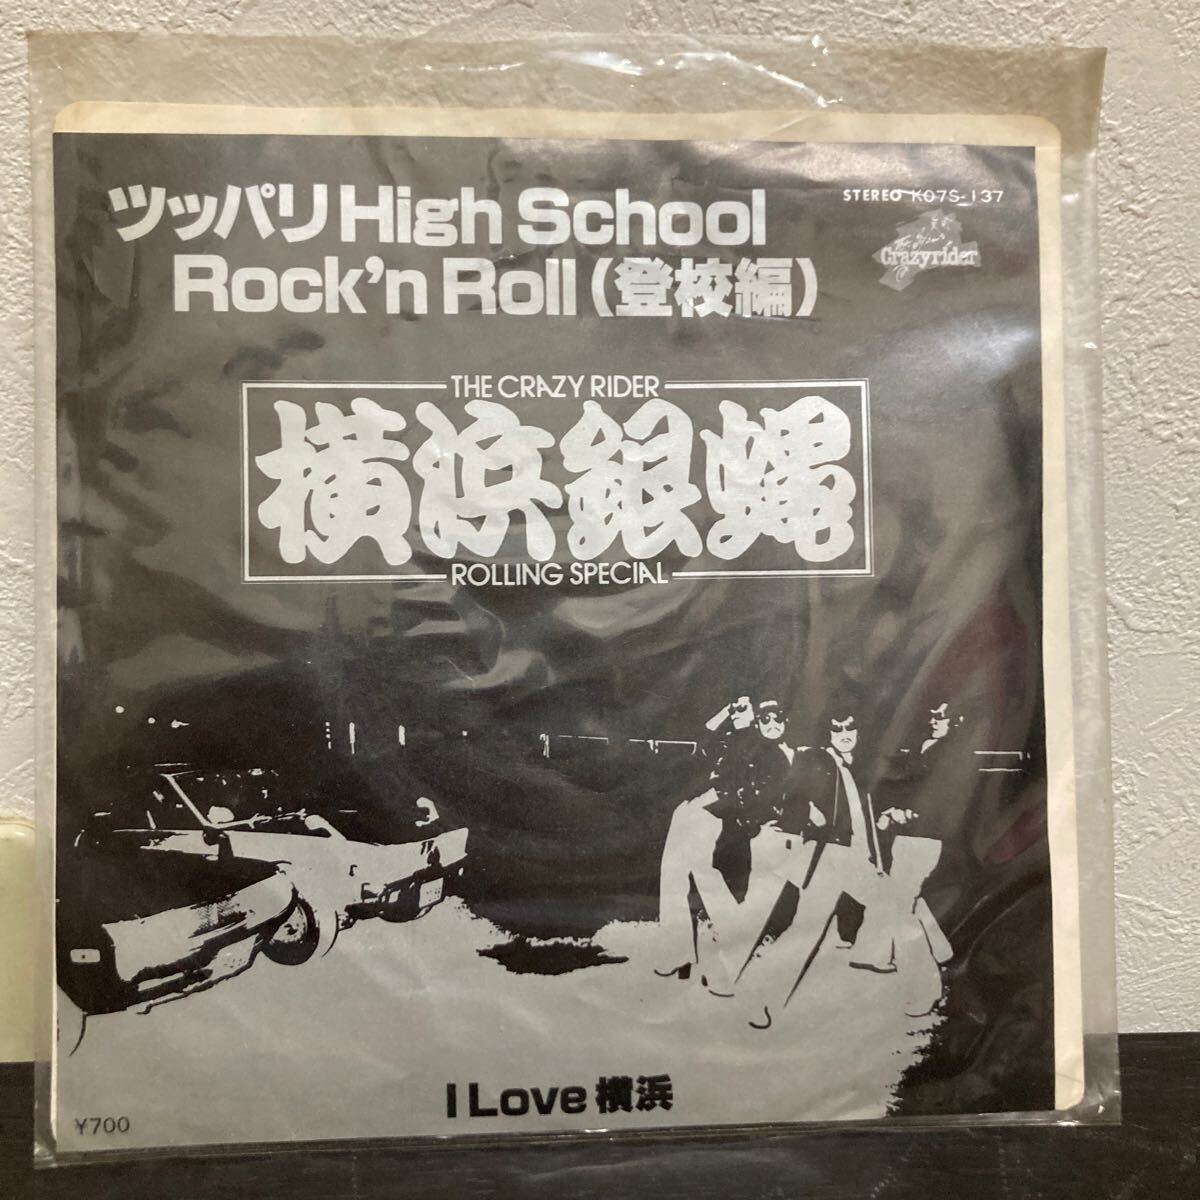 ツッパリ High School
Rock'n Roll (登校編)
STEREO K07S-137
Crazyrider
THE CRAZY RIDER
横浜銀蝿
ROLLING SPECIAL
I Love 横浜
¥700